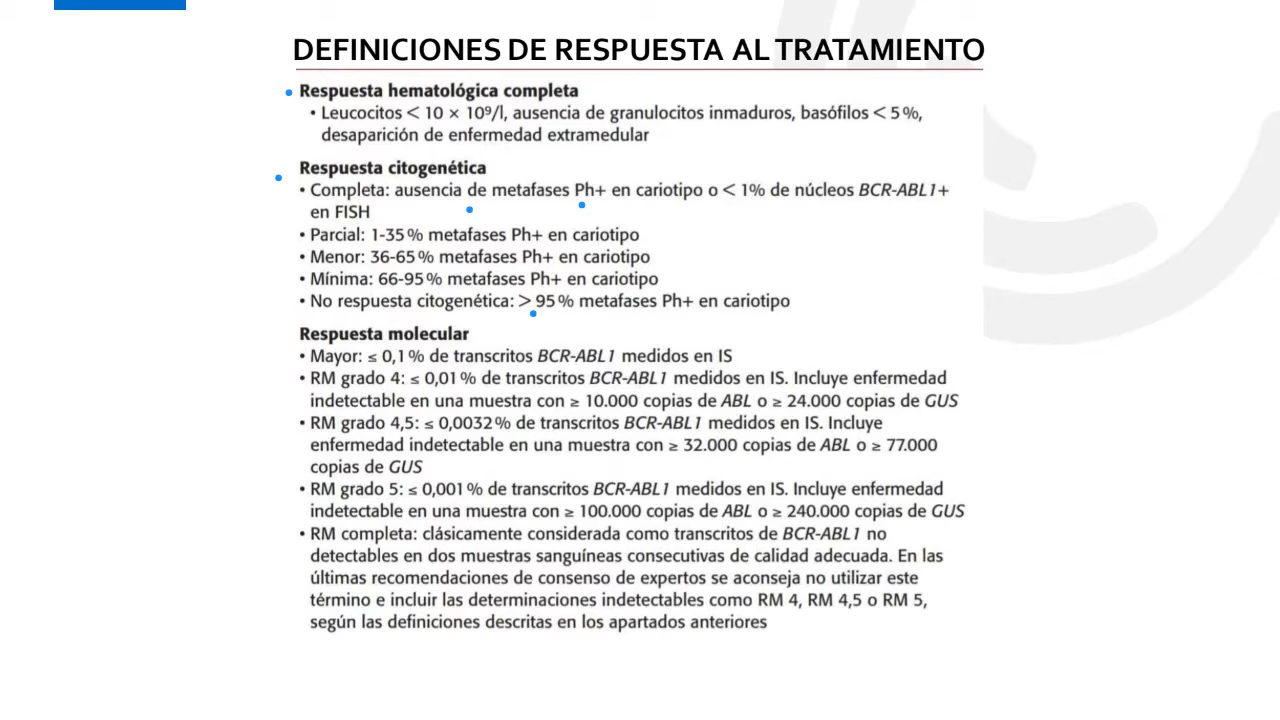 DEFINICIONES DE RESPUESTA AL TRATAMIENTO
Respuesta hematológica completa
• Leucocitos < 10 × 10⁹/l, ausencia de granulocitos inmaduros, basófilos < 5 %,
desaparición de enfermedad extramedular
Respuesta citogenética
• Completa: ausencia de metafases Ph+ en cariotipo o < 1% de núcleos BCR-ABL1+
en FISH
• Parcial: 1-35 % metafases Ph+ en cariotipo
• Menor: 36-65 % metafases Ph+ en cariotipo
• Mínima: 66-95 % metafases Ph+ en cariotipo
• No respuesta citogenética: > 95 % metafases Ph+ en cariotipo
Respuesta molecular
• Mayor: ≤ 0,1 % de transcritos BCR-ABL1 medidos en IS
• RM grado 4: ≤ 0,01 % de transcritos BCR-ABL1 medidos en IS. Incluye enfermedad
indetectable en una muestra con ≥ 10.000 copias de ABL o ≥ 24.000 copias de GUS
• RM grado 4,5: ≤ 0,0032 % de transcritos BCR-ABL1 medidos en IS. Incluye
enfermedad indetectable en una muestra con ≥ 32.000 copias de ABL o ≥ 77.000
copias de GUS
• RM grado 5: ≤ 0,001 % de transcritos BCR-ABL1 medidos en IS. Incluye enfermedad
indetectable en una muestra con ≥ 100.000 copias de ABL o ≥ 240.000 copias de GUS
• RM completa: clásicamente considerada como transcritos de BCR-ABL1 no
detectables en dos muestras sanguíneas consecutivas de calidad adecuada. En las
últimas recomendaciones de consenso de expertos se aconseja no utilizar este
término e incluir las determinaciones indetectables como RM 4, RM 4,5 o RM 5,
según las definiciones descritas en los apartados anteriores